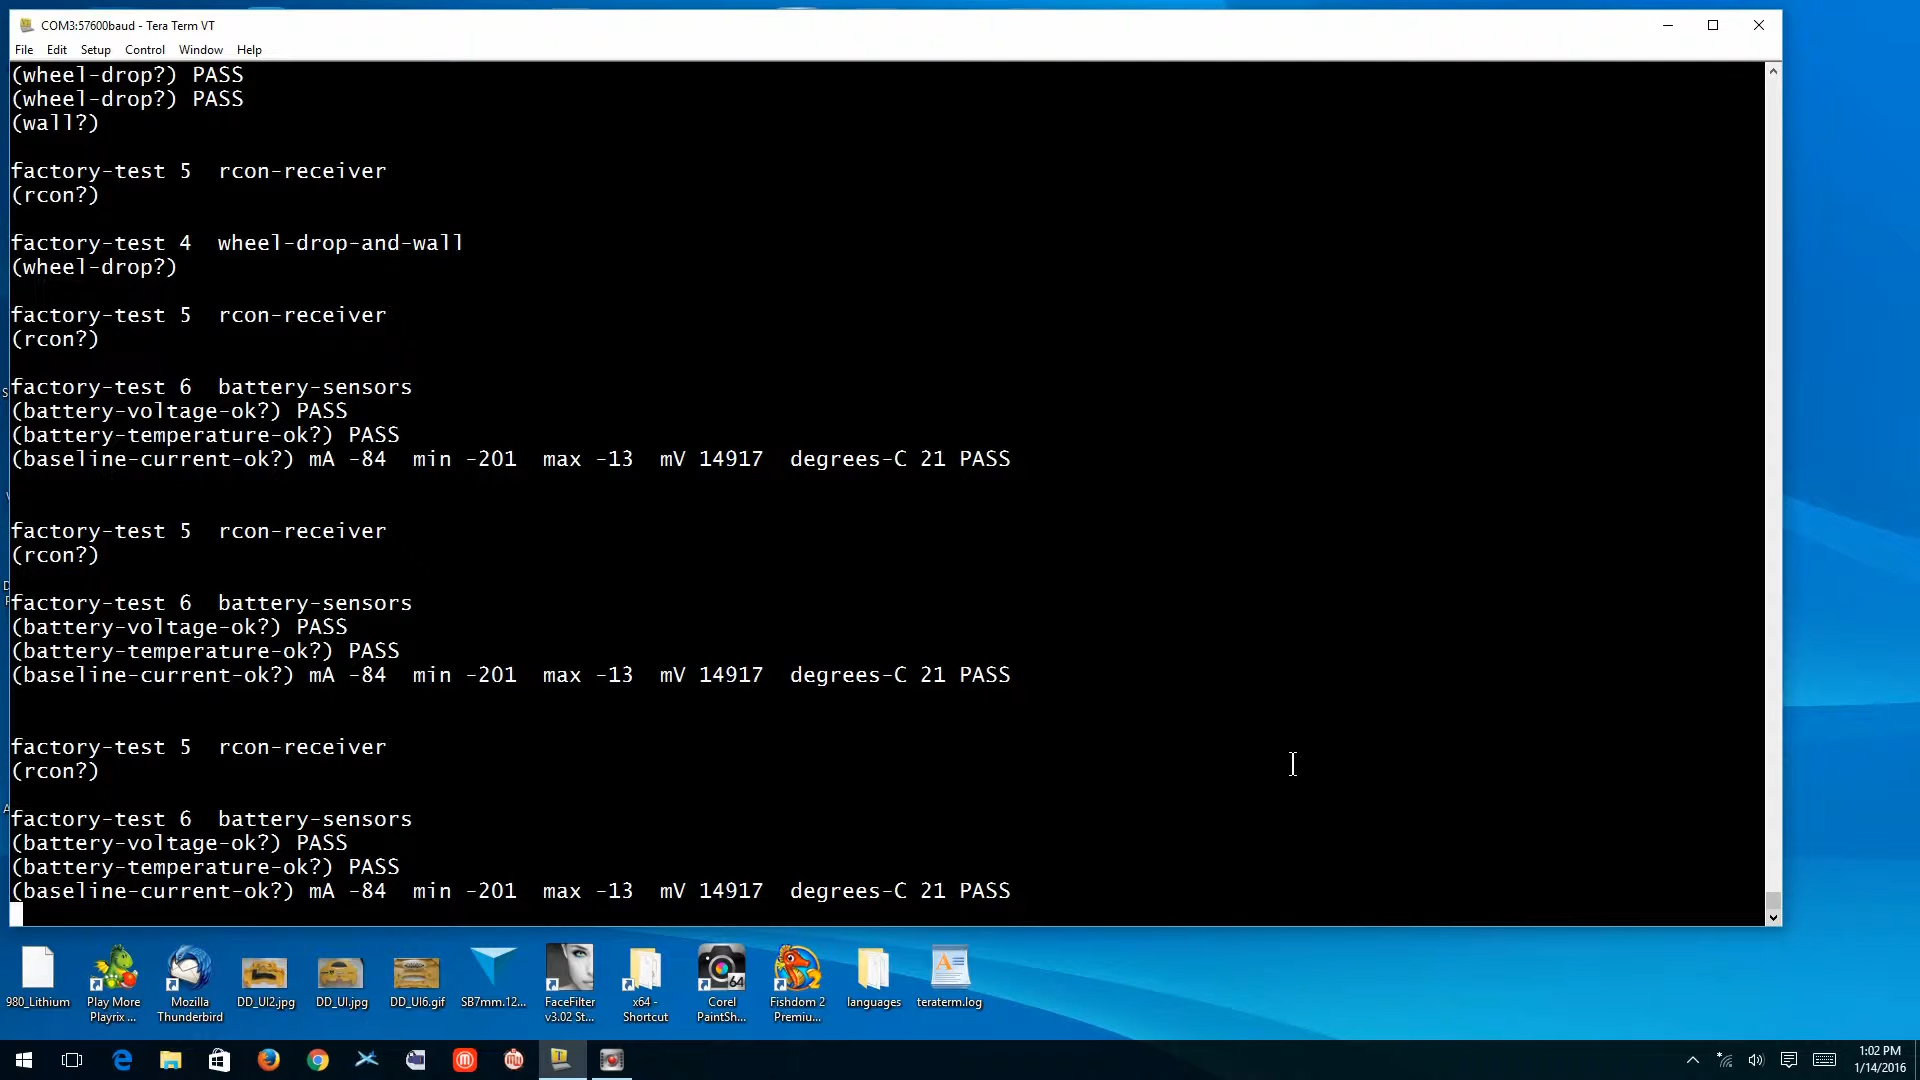 COM3:57600baud - Tera Term VT
File Edit Setup Control Window Help
(wheel-drop?) PASS
(wheel-drop?) PASS
(wall?)
factory-test 5  rcon-receiver
(rcon?)
factory-test 4  wheel-drop-and-wall
(wheel-drop?)
factory-test 5  rcon-receiver
(rcon?)
factory-test 6  battery-sensors
(battery-voltage-ok?) PASS
(battery-temperature-ok?) PASS
(baseline-current-ok?) mA -84  min -201  max -13  mV 14917  degrees-C 21 PASS
factory-test 5  rcon-receiver
(rcon?)
factory-test 6  battery-sensors
(battery-voltage-ok?) PASS
(battery-temperature-ok?) PASS
(baseline-current-ok?) mA -84  min -201  max -13  mV 14917  degrees-C 21 PASS
factory-test 5  rcon-receiver
(rcon?)
factory-test 6  battery-sensors
(battery-voltage-ok?) PASS
(battery-temperature-ok?) PASS
(baseline-current-ok?) mA -84  min -201  max -13  mV 14917  degrees-C 21 PASS
980_Lithium
Play More
Playrix ...
Mozilla
Thunderbird
DD_UI2.jpg
DD_UI.jpg
DD_UI6.gif
SB7mm.12...
FaceFilter
v3.02 St...
x64 -
Shortcut
64
Corel
PaintSh...
Fishdom 2
Premiu...
languages
teraterm.log
1:02 PM
1/14/2016